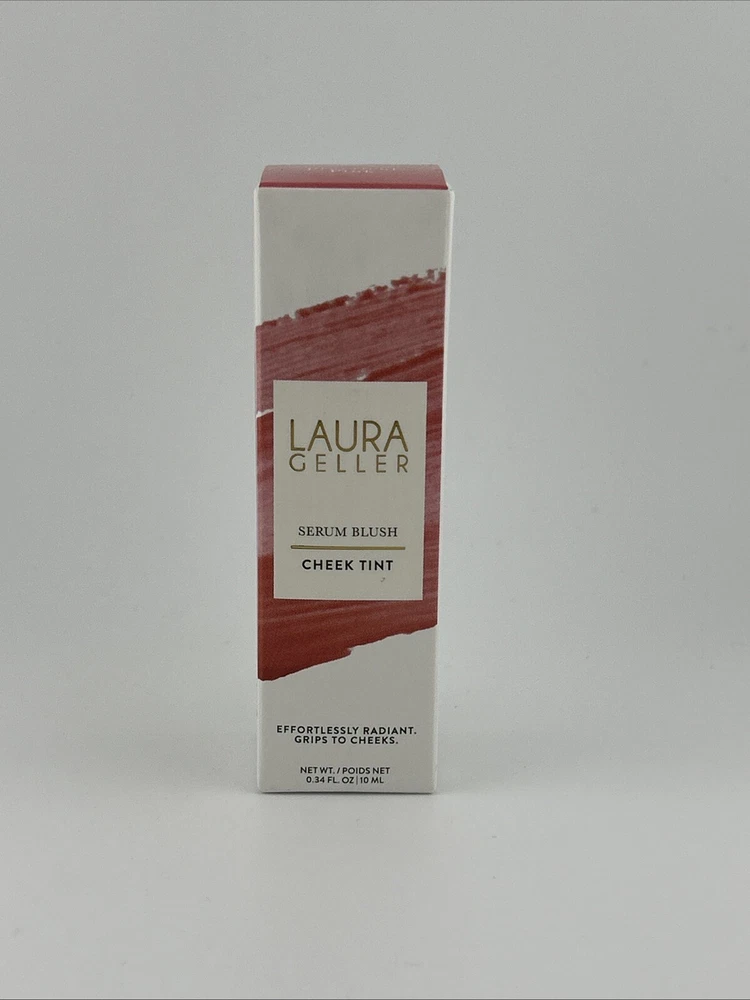 LAURA
GELLER
SERUM BLUSH
CHEEK TINT
EFFORTLESSLY RADIANT.
GRIPS TO CHEEKS.
NET WT. / POIDS NET
0.34 FL. OZ | 10 ML